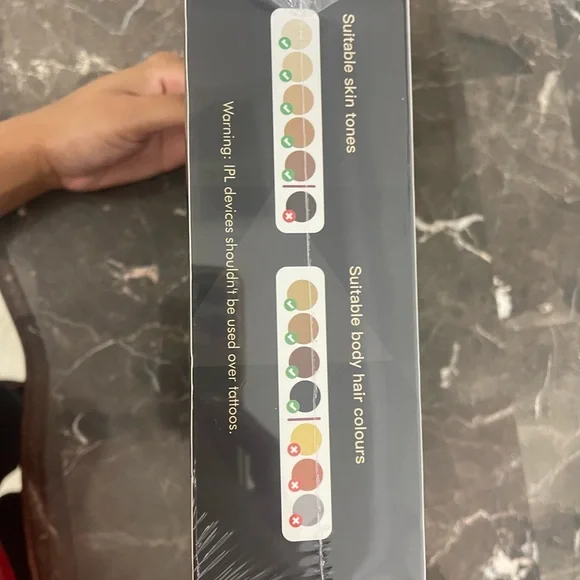 Suitable skin tones
Suitable body hair colours
Warning: IPL devices shouldn't be used over tattoos.